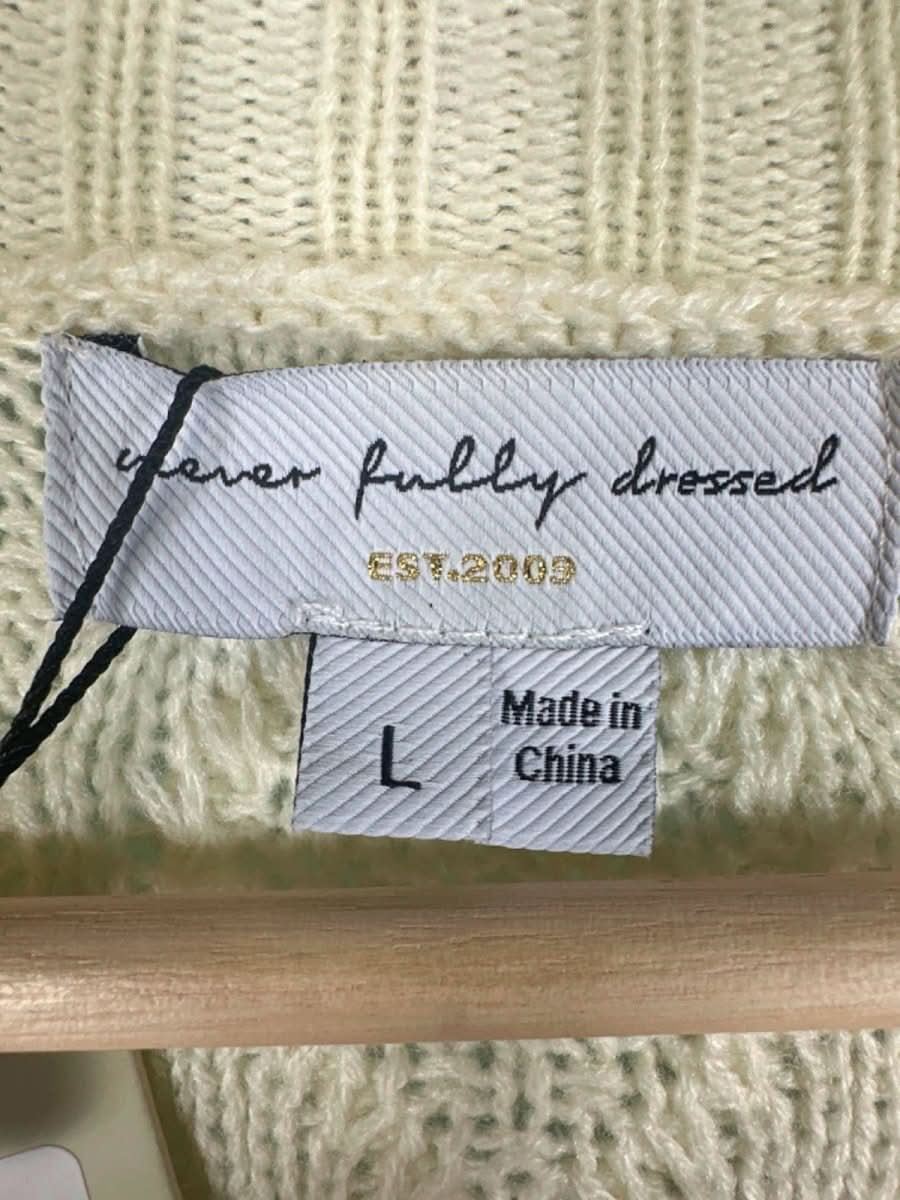 never fully dressed
EST.2009
L
Made in
China